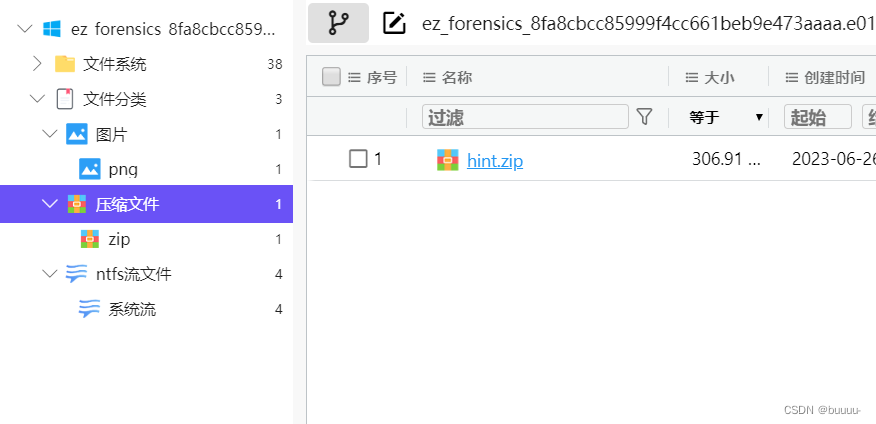 ez_forensics_8fa8cbcc859...
文件系统 38
文件分类 3
图片 1
png 1
压缩文件 1
zip 1
ntfs流文件 4
系统流 4
ez_forensics_8fa8cbcc85999f4cc661beb9e473aaaa.e01
序号 名称 大小 创建时间
过滤 等于 起始
1 hint.zip 306.91 ... 2023-06-26
CSDN @buuuu-